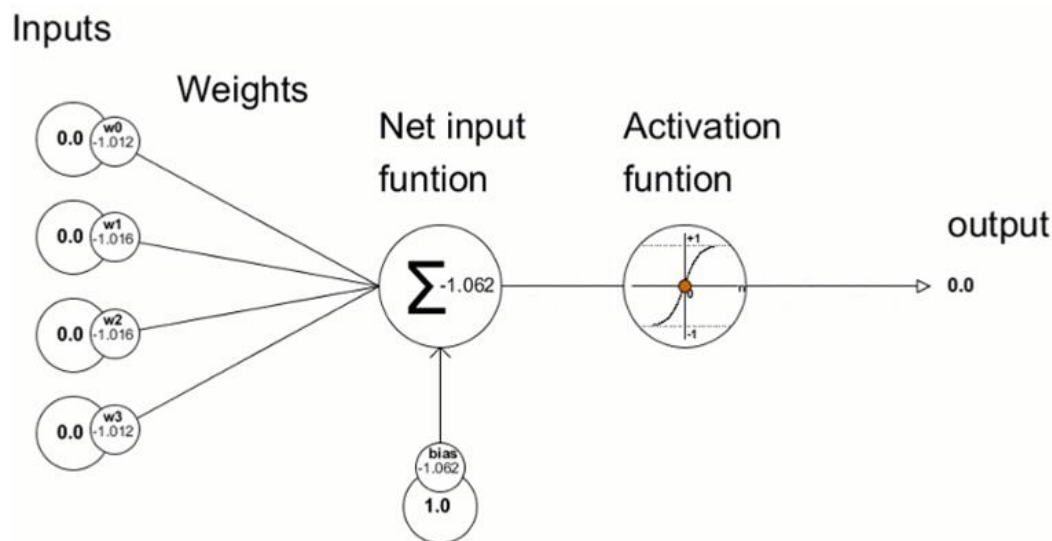 Inputs
Weights
Net input
funtion
Activation
funtion
output
0.0
w0
-1.012
0.0
w1
-1.016
0.0
w2
-1.016
0.0
w3
-1.012
Σ -1.062
bias
-1.062
1.0
+1
0
n
-1
0.0